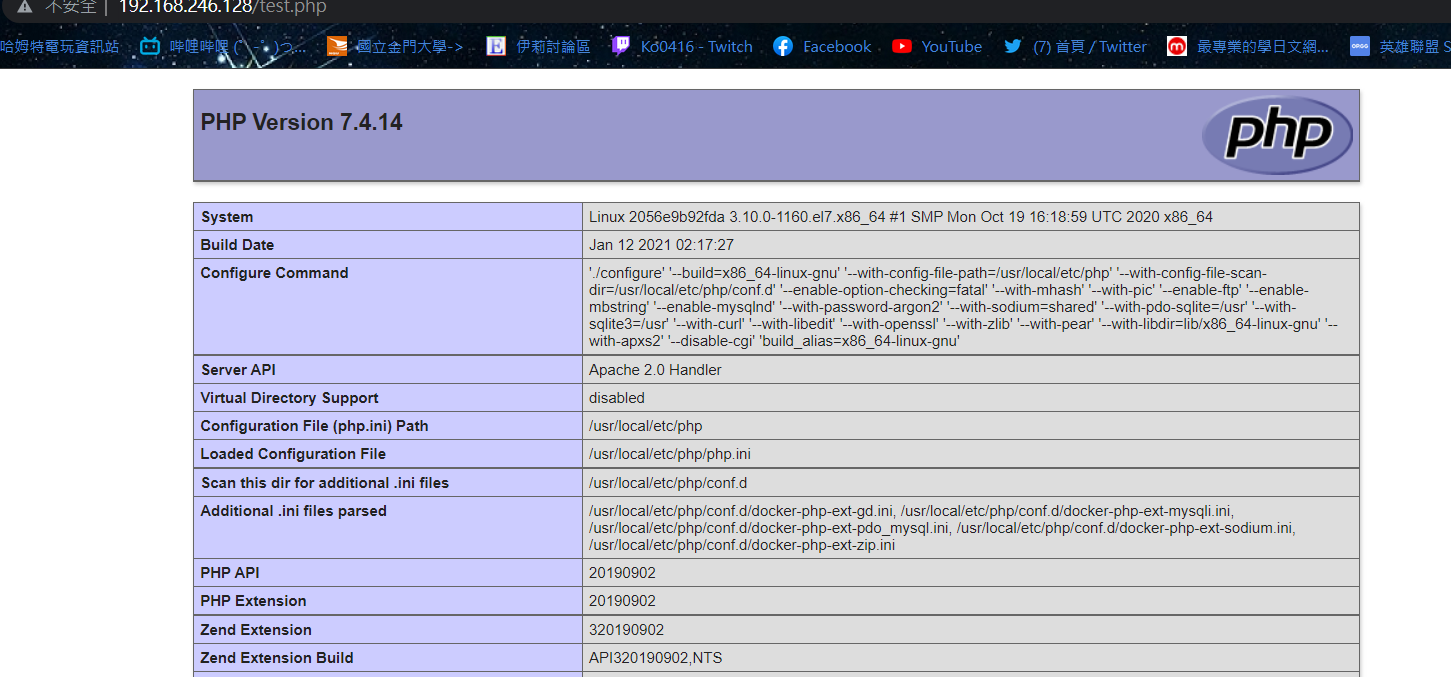 不安全 | 192.168.246.128/test.php
哈姆特電玩資訊站 哔哩哔哩 (゜-゜)つ... 國立金門大學-> 伊莉討論區 Ko0416 - Twitch Facebook YouTube (7) 首頁 / Twitter 最專業的學日文網... OP.GG 英雄聯盟 S
PHP Version 7.4.14
php
System Linux 2056e9b92fda 3.10.0-1160.el7.x86_64 #1 SMP Mon Oct 19 16:18:59 UTC 2020 x86_64
Build Date Jan 12 2021 02:17:27
Configure Command './configure' '--build=x86_64-linux-gnu' '--with-config-file-path=/usr/local/etc/php' '--with-config-file-scan-
dir=/usr/local/etc/php/conf.d' '--enable-option-checking=fatal' '--with-mhash' '--with-pic' '--enable-ftp' '--enable-
mbstring' '--enable-mysqlnd' '--with-password-argon2' '--with-sodium=shared' '--with-pdo-sqlite=/usr' '--with-
sqlite3=/usr' '--with-curl' '--with-libedit' '--with-openssl' '--with-zlib' '--with-pear' '--with-libdir=lib/x86_64-linux-gnu' '--
with-apxs2' '--disable-cgi' 'build_alias=x86_64-linux-gnu'
Server API Apache 2.0 Handler
Virtual Directory Support disabled
Configuration File (php.ini) Path /usr/local/etc/php
Loaded Configuration File /usr/local/etc/php/php.ini
Scan this dir for additional .ini files /usr/local/etc/php/conf.d
Additional .ini files parsed /usr/local/etc/php/conf.d/docker-php-ext-gd.ini, /usr/local/etc/php/conf.d/docker-php-ext-mysqli.ini,
/usr/local/etc/php/conf.d/docker-php-ext-pdo_mysql.ini, /usr/local/etc/php/conf.d/docker-php-ext-sodium.ini,
/usr/local/etc/php/conf.d/docker-php-ext-zip.ini
PHP API 20190902
PHP Extension 20190902
Zend Extension 320190902
Zend Extension Build API320190902,NTS